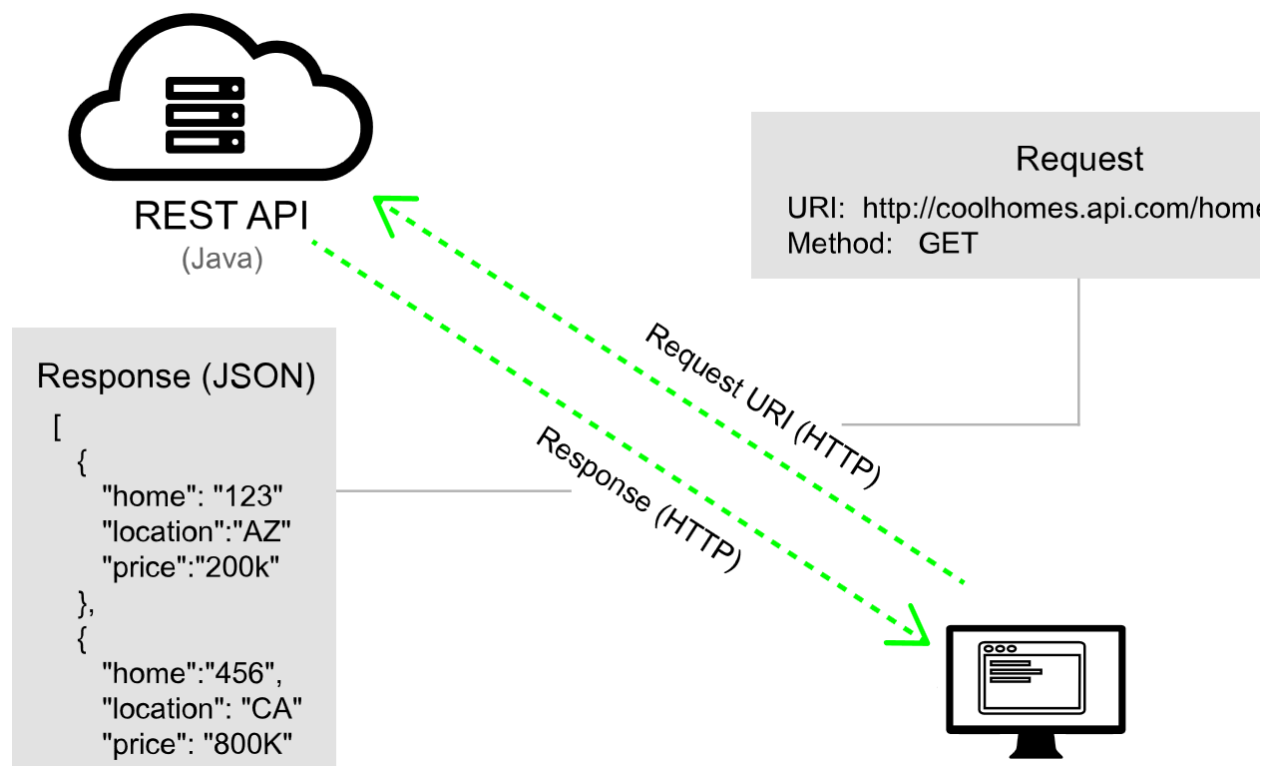 REST API
(Java)
Request
URI: http://coolhomes.api.com/home
Method: GET
Request URI (HTTP)
Response (HTTP)
Response (JSON)
[
{
"home": "123"
"location":"AZ"
"price":"200k"
},
{
"home":"456",
"location": "CA"
"price": "800K"